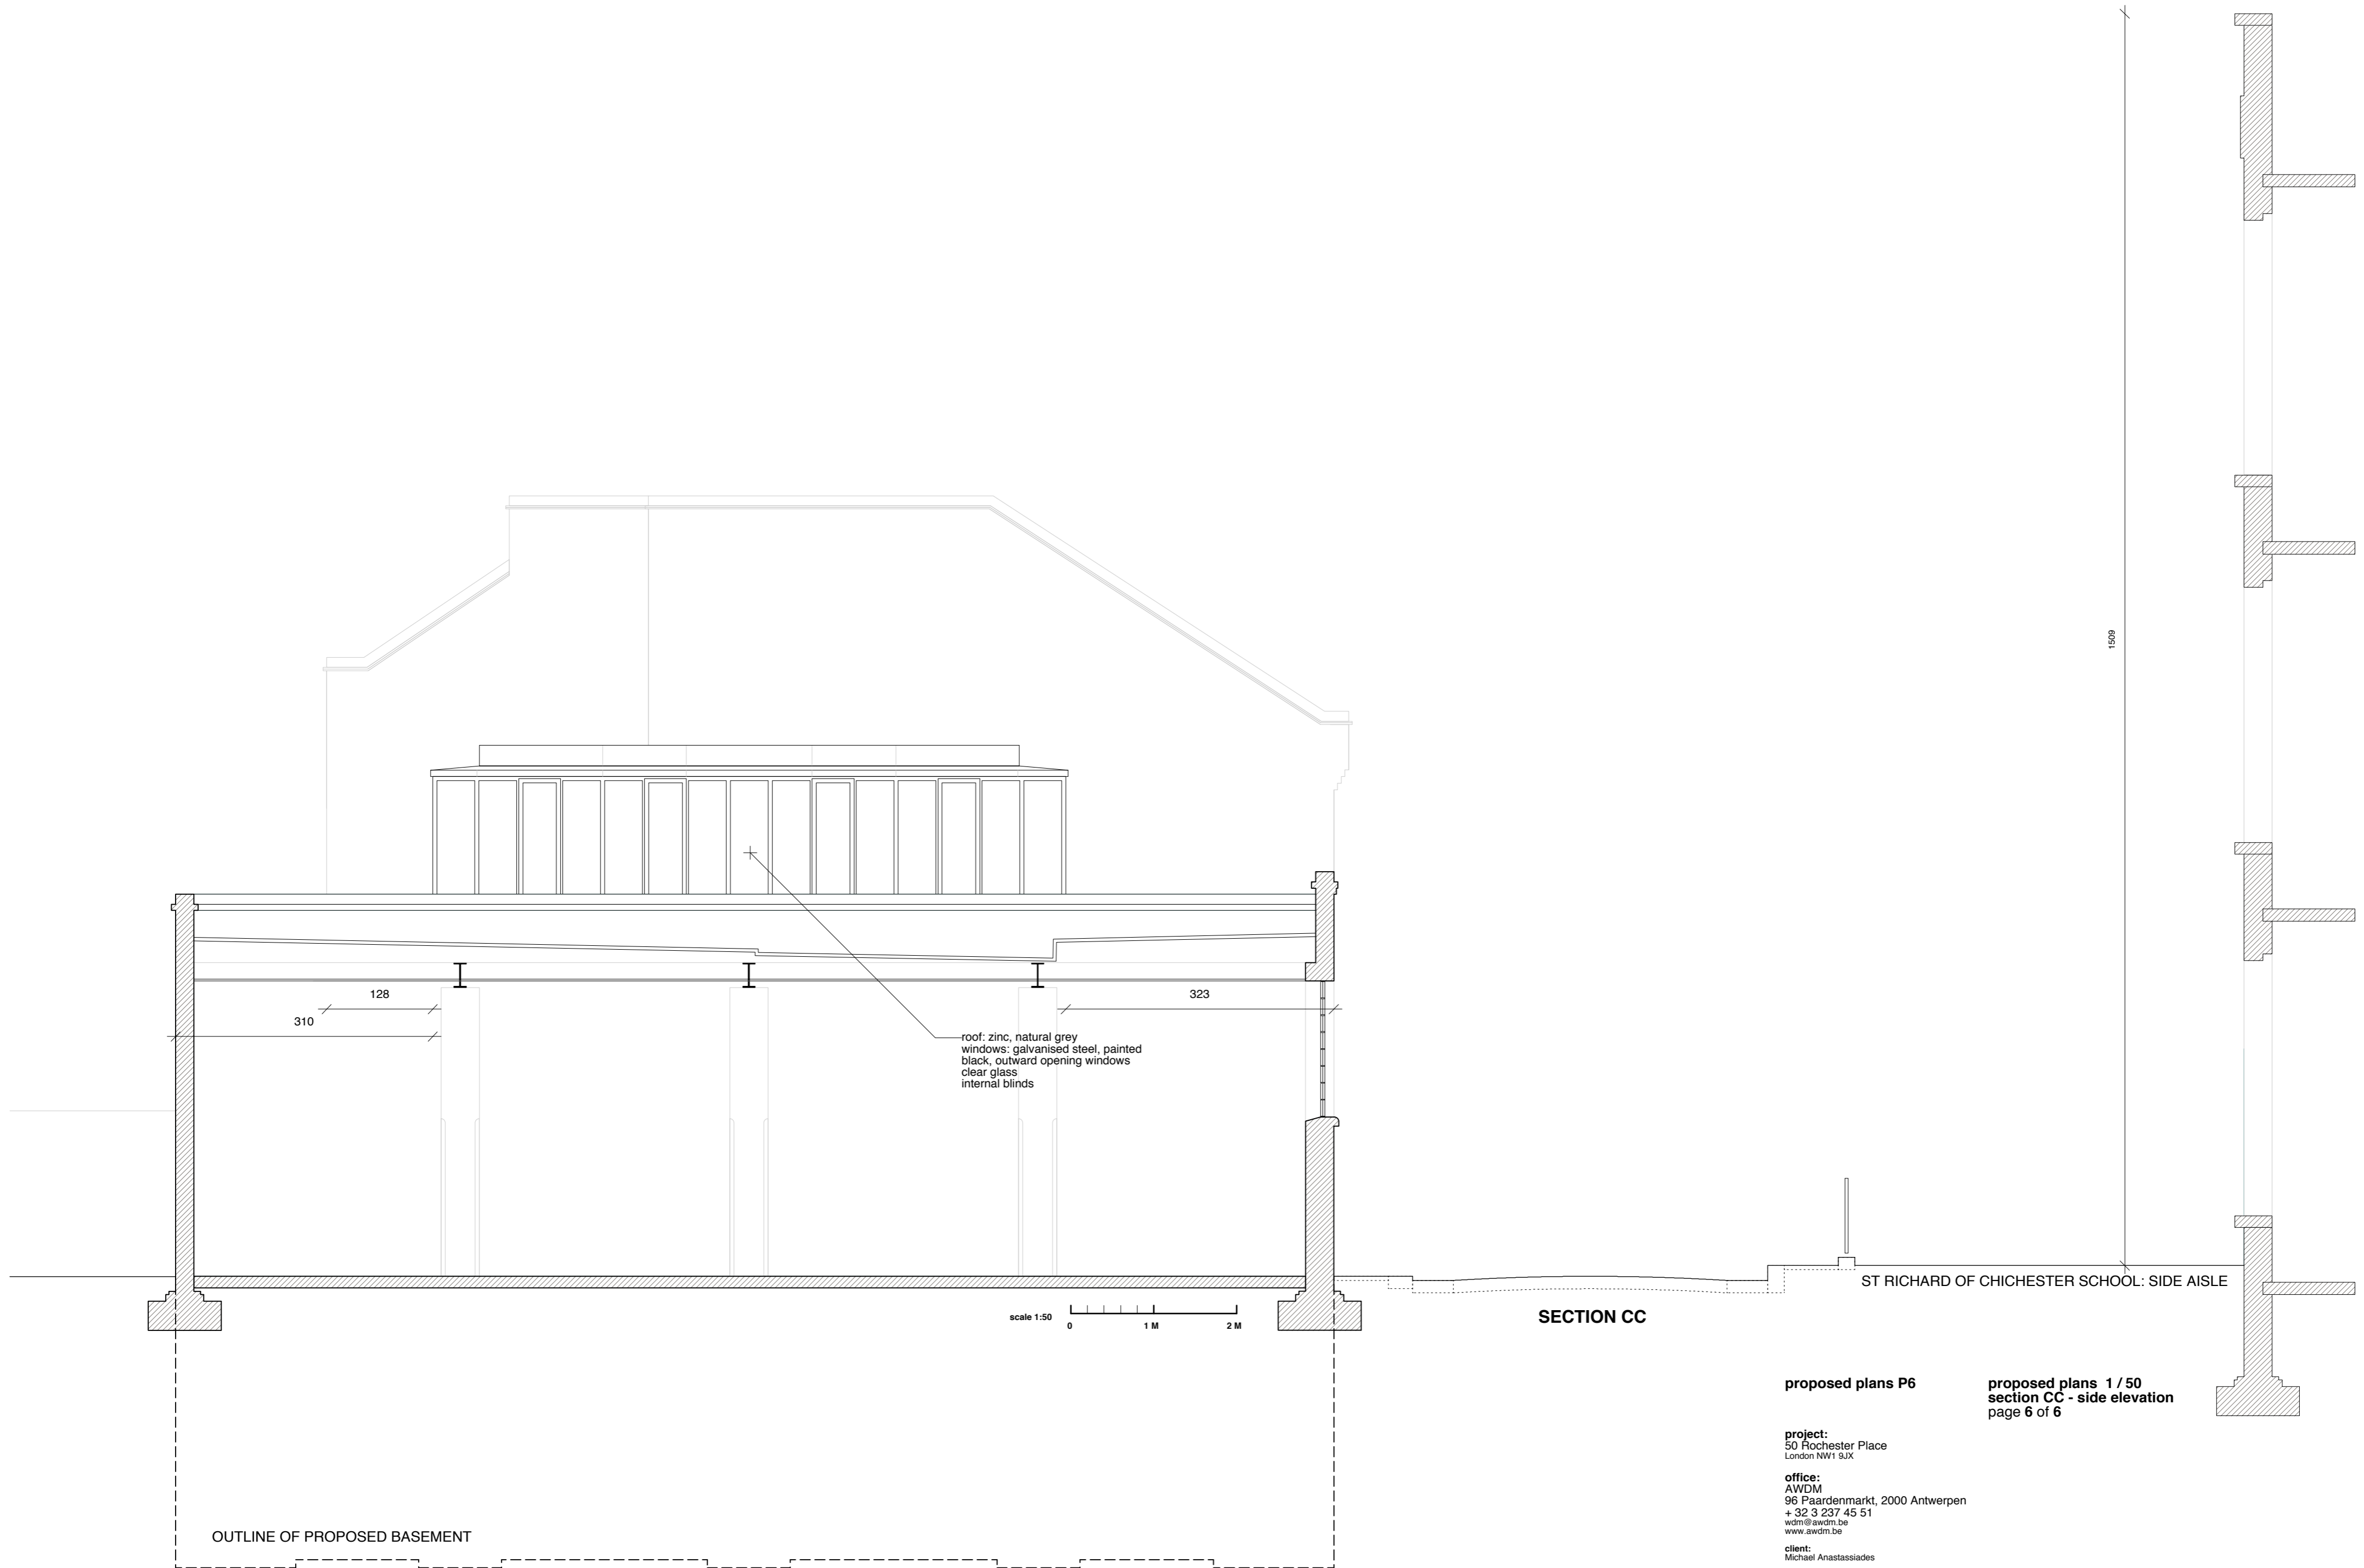 1509
128
323
310
roof: zinc, natural grey
windows: galvanised steel, painted
black, outward opening windows
clear glass
internal blinds
ST RICHARD OF CHICHESTER SCHOOL: SIDE AISLE
scale 1:50
0 1 M 2 M
SECTION CC
proposed plans P6
proposed plans 1 / 50
section CC - side elevation
page 6 of 6
project:
50 Rochester Place
London NW1 9JX
office:
AWDM
96 Paardenmarkt, 2000 Antwerpen
+ 32 3 237 45 51
wdm@awdm.be
www.awdm.be
client:
Michael Anastassiades
OUTLINE OF PROPOSED BASEMENT